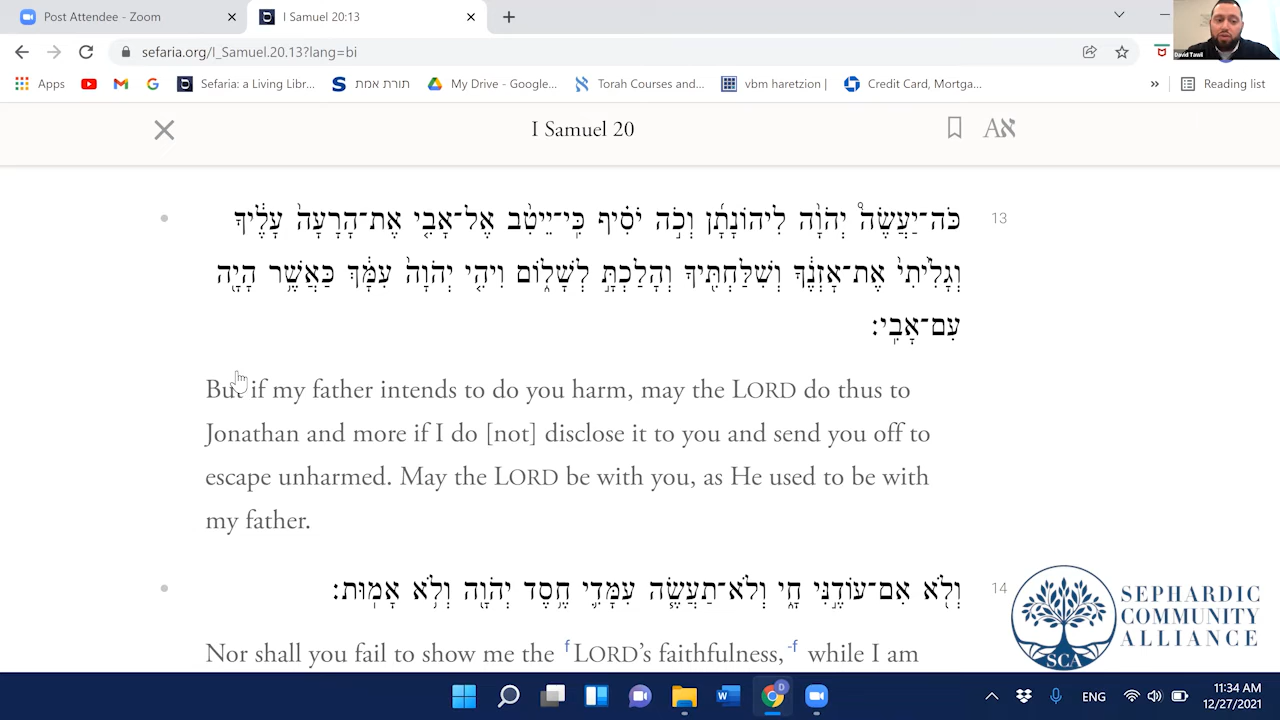 Post Attendee - Zoom
I Samuel 20:13
sefaria.org/I_Samuel.20.13?lang=bi
David Tawil
Apps
Sefaria: a Living Libr...
תורת אמת
My Drive - Google...
Torah Courses and...
vbm haretzion |
Credit Card, Mortga...
»
Reading list
I Samuel 20
Aא
13
כֹּה־יַעֲשֶׂה֩ יְהֹוָ֨ה לִיהוֹנָתָ֜ן וְכֹ֣ה יֹסִ֗יף כִּֽי־יֵיטִ֨ב אֶל־אָבִ֤י אֶת־הָרָעָה֙ עָלֶ֔יךָ
וְגָלִ֙יתִי֙ אֶת־אׇזְנֶ֔ךָ וְשִׁלַּחְתִּ֖יךָ וְהָלַכְתָּ֣ לְשָׁל֑וֹם וִיהִ֤י יְהֹוָה֙ עִמָּ֔ךְ כַּאֲשֶׁ֥ר הָיָ֖ה
עִם־אָבִֽי׃
But if my father intends to do you harm, may the LORD do thus to
Jonathan and more if I do [not] disclose it to you and send you off to
escape unharmed. May the LORD be with you, as He used to be with
my father.
14
וְלֹ֖א אִם־עוֹדֶ֣נִּי חָ֑י וְלֹא־תַעֲשֶׂ֧ה עִמָּדִ֛י חֶ֥סֶד יְהֹוָ֖ה וְלֹ֥א אָמֽוּת׃
Nor shall you fail to show me the f LORD's faithfulness, -f while I am
SEPHARDIC
COMMUNITY
ALLIANCE
SCA
ENG
11:34 AM
12/27/2021